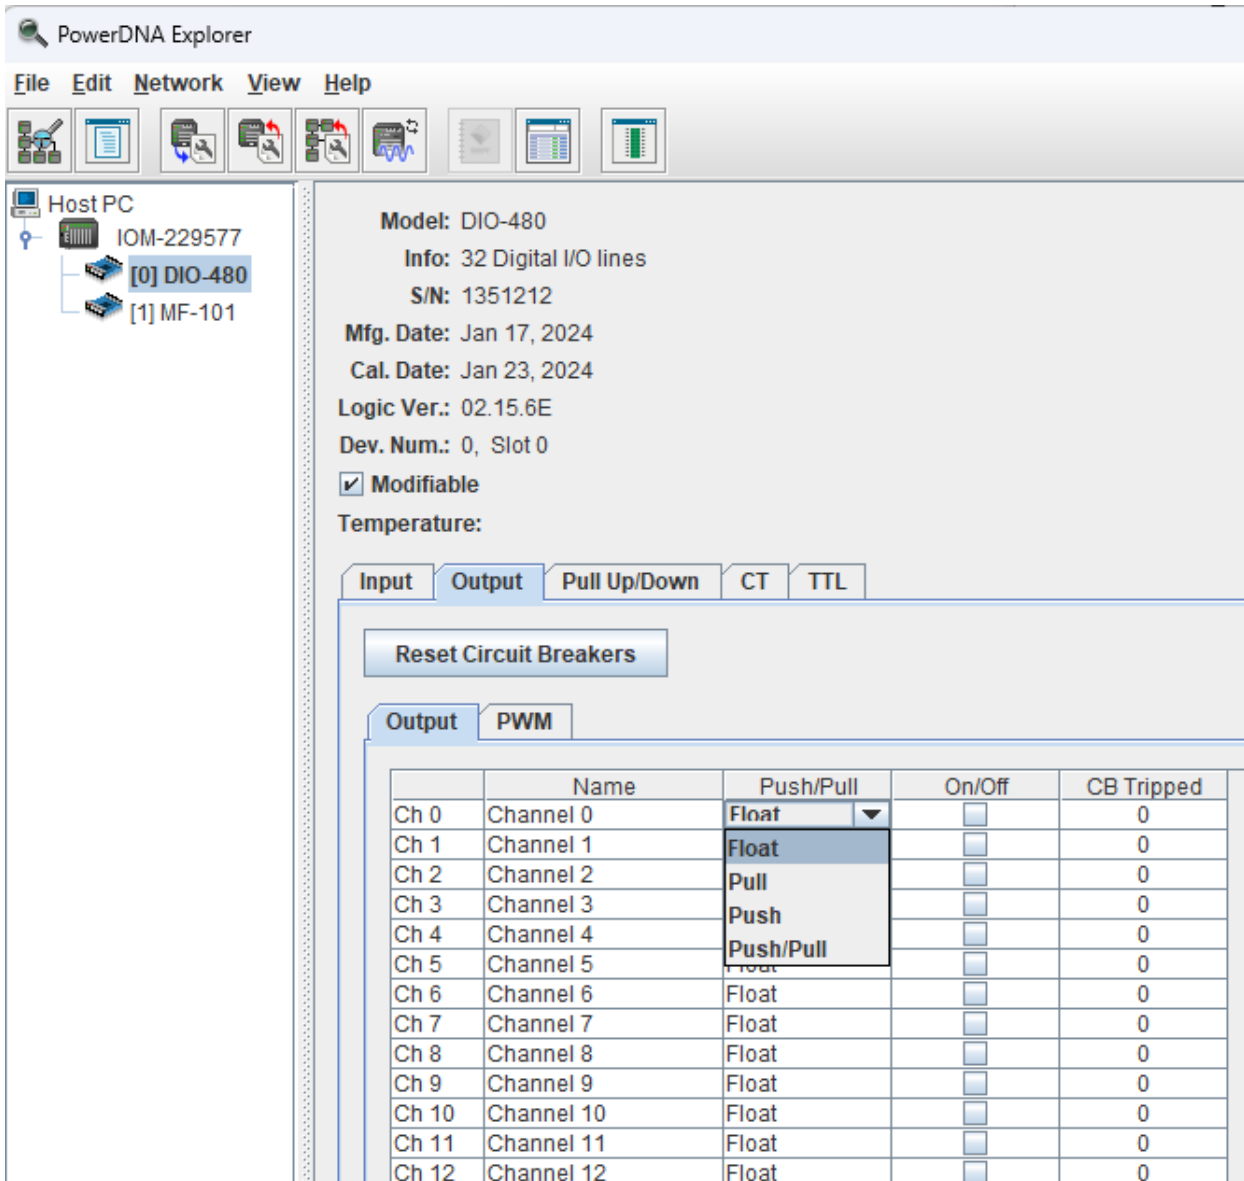 PowerDNA Explorer
File Edit Network View Help
Host PC
IOM-229577
[0] DIO-480
[1] MF-101
Model: DIO-480
Info: 32 Digital I/O lines
S/N: 1351212
Mfg. Date: Jan 17, 2024
Cal. Date: Jan 23, 2024
Logic Ver.: 02.15.6E
Dev. Num.: 0, Slot 0
Modifiable
Temperature:
Input Output Pull Up/Down CT TTL
Reset Circuit Breakers
Output PWM
Name Push/Pull On/Off CB Tripped
Ch 0 Channel 0 Float 0
Ch 1 Channel 1 Float 0
Ch 2 Channel 2 Pull 0
Ch 3 Channel 3 Push 0
Ch 4 Channel 4 Push/Pull 0
Ch 5 Channel 5 Float 0
Ch 6 Channel 6 Float 0
Ch 7 Channel 7 Float 0
Ch 8 Channel 8 Float 0
Ch 9 Channel 9 Float 0
Ch 10 Channel 10 Float 0
Ch 11 Channel 11 Float 0
Ch 12 Channel 12 Float 0